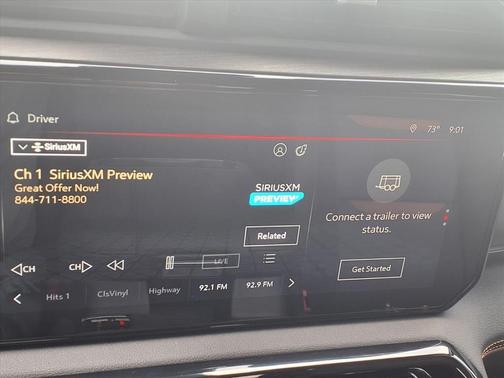 Driver
73° 9:01
SiriusXM
Ch 1 SiriusXM Preview
Great Offer Now!
844-711-8800
SIRIUSXM
PREVIEW
Related
Connect a trailer to view
status.
Get Started
CH
CH
LIVE
Hits 1
ClsVinyl
Highway
92.1 FM
92.9 FM